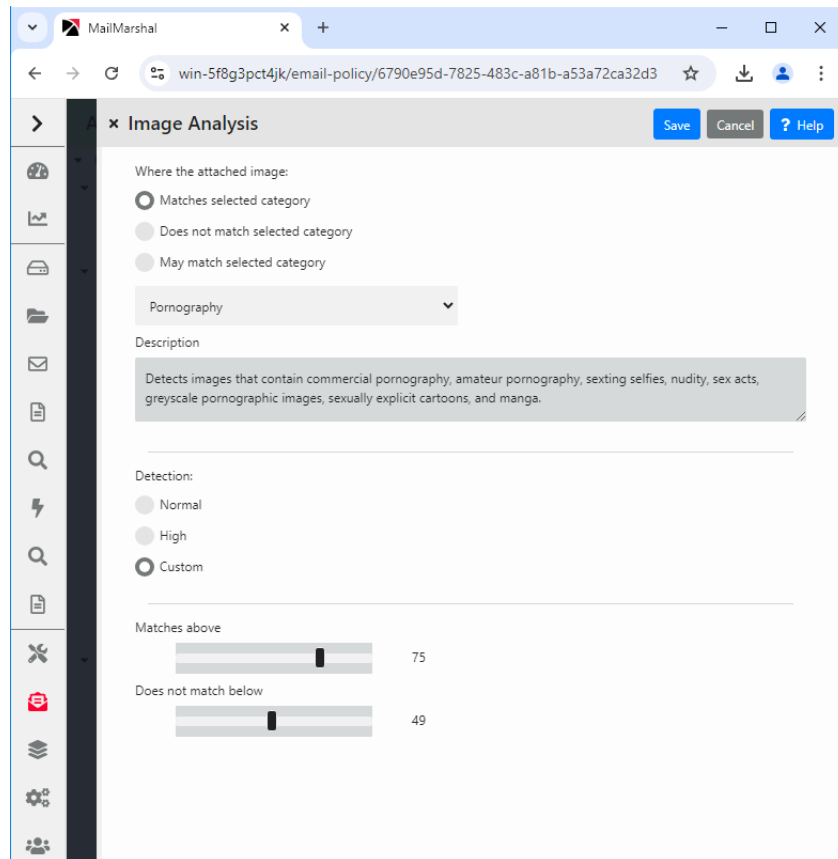 MailMarshal
win-5f8g3pct4jk/email-policy/6790e95d-7825-483c-a81b-a53a72ca32d3
Image Analysis
Save
Cancel
? Help
Where the attached image:
Matches selected category
Does not match selected category
May match selected category
Pornography
Description
Detects images that contain commercial pornography, amateur pornography, sexting selfies, nudity, sex acts,
greyscale pornographic images, sexually explicit cartoons, and manga.
Detection:
Normal
High
Custom
Matches above
75
Does not match below
49